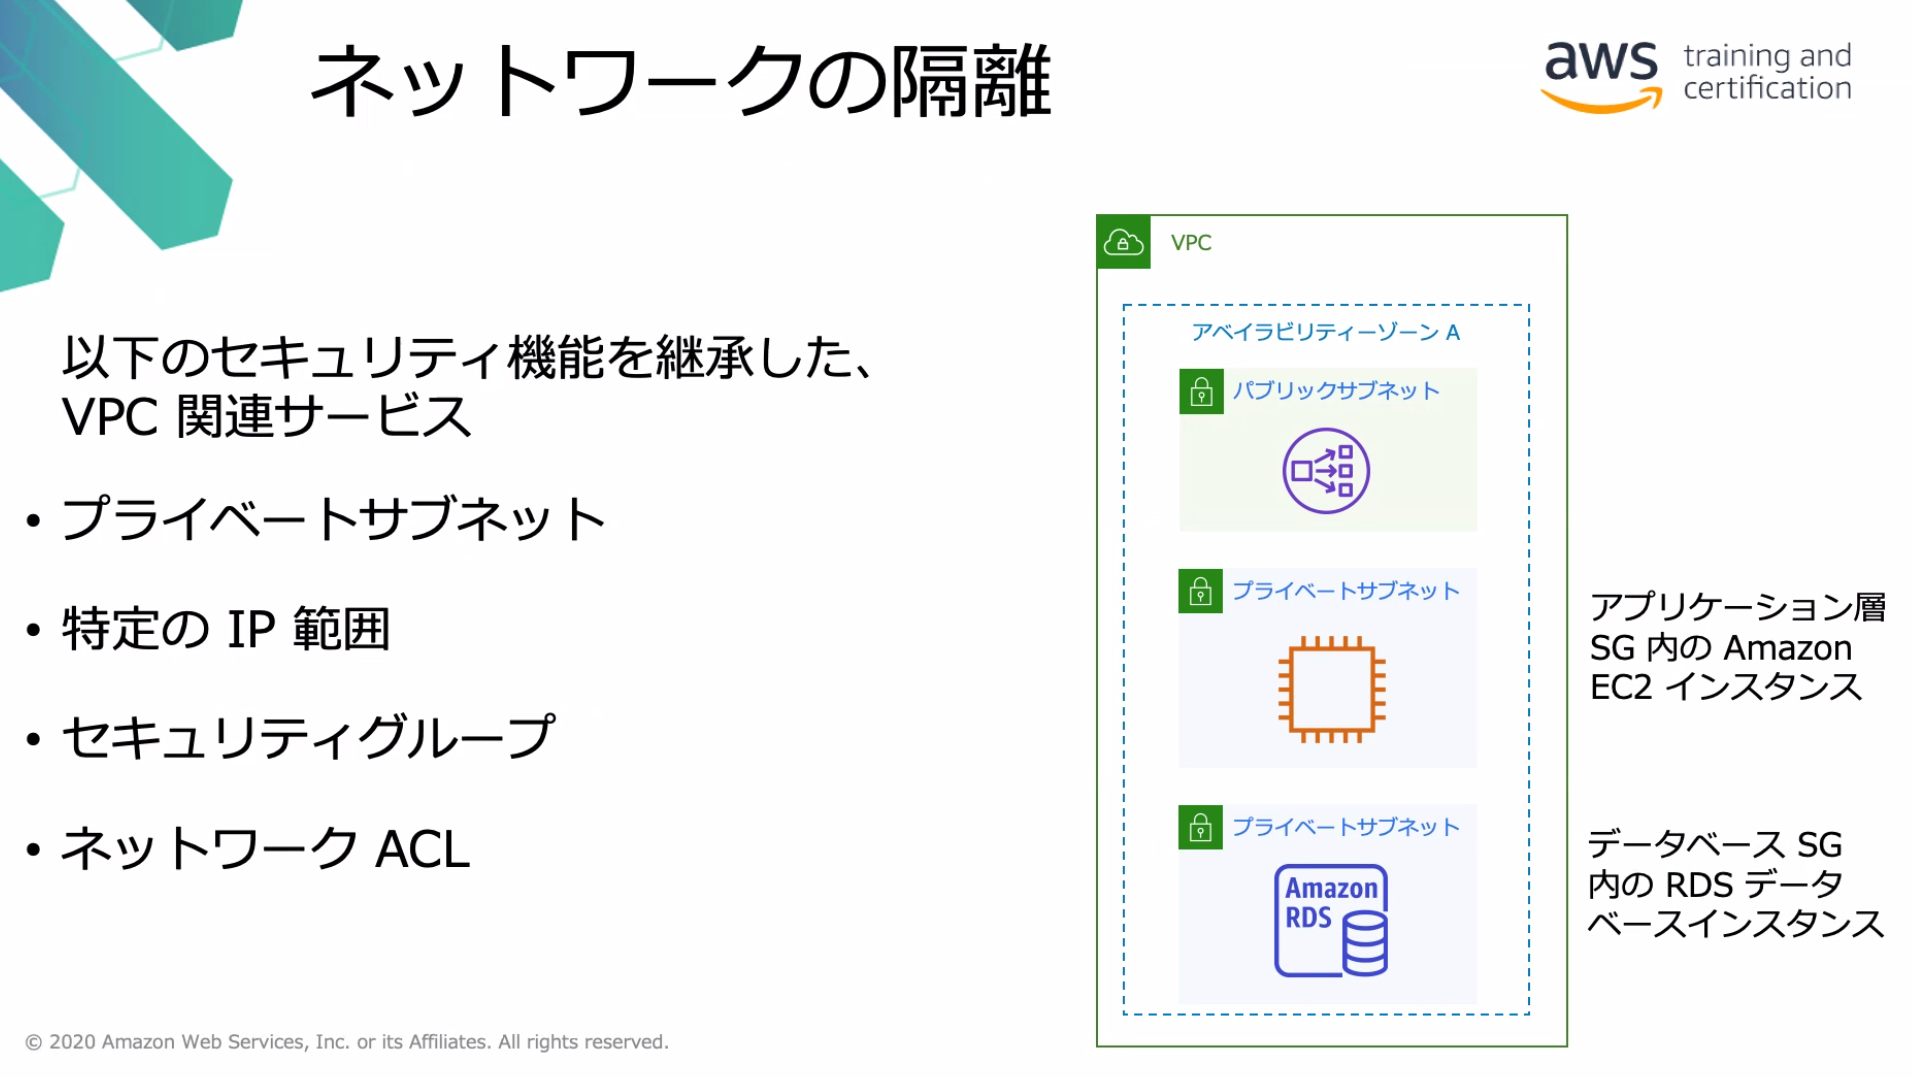 ネットワークの隔離
aws training and
certification
以下のセキュリティ機能を継承した、
VPC 関連サービス
• プライベートサブネット
• 特定の IP 範囲
• セキュリティグループ
• ネットワーク ACL
VPC
アベイラビリティーゾーン A
パブリックサブネット
プライベートサブネット
アプリケーション層
SG 内の Amazon
EC2 インスタンス
プライベートサブネット
Amazon
RDS
データベース SG
内の RDS データ
ベースインスタンス
© 2020 Amazon Web Services, Inc. or its Affiliates. All rights reserved.